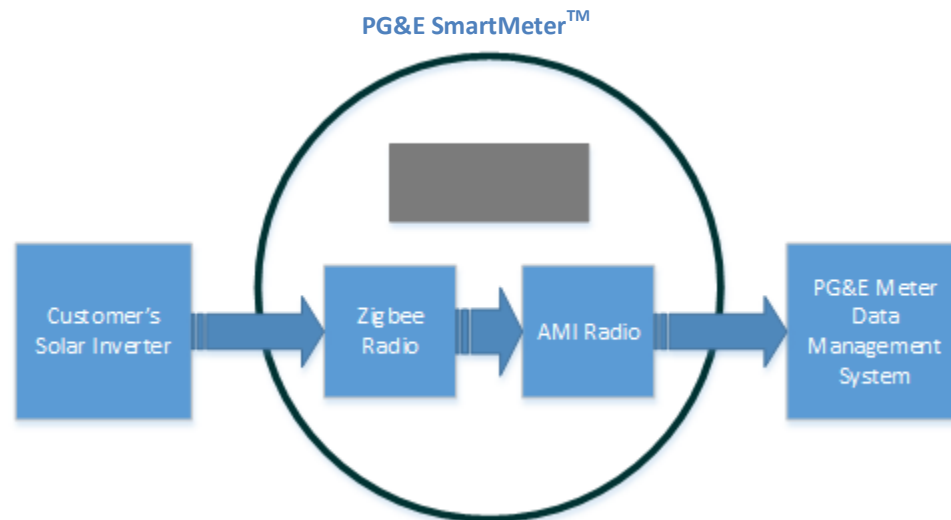 PG&E SmartMeter™
Customer's
Solar Inverter
Zigbee
Radio
AMI Radio
PG&E Meter
Data
Management
System